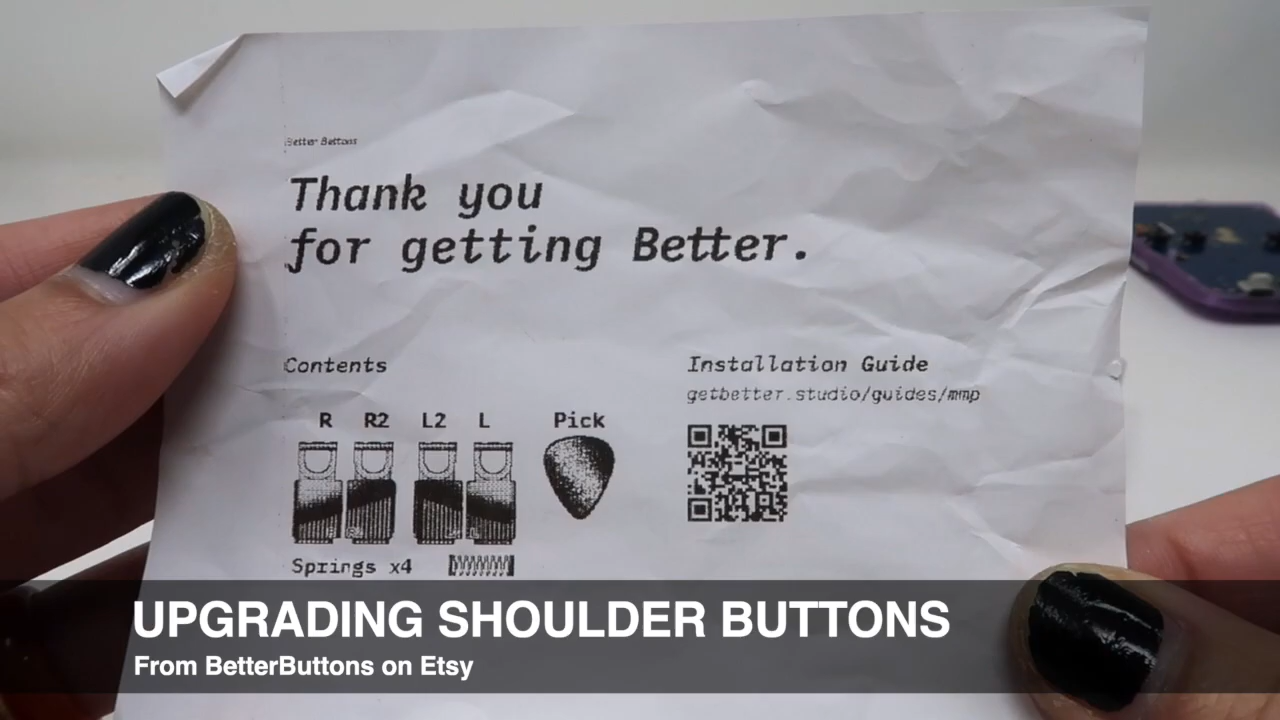 Better Buttons
Thank you
for getting Better.
Contents
Installation Guide
getbetter.studio/guides/mmp
R R2 L2 L Pick
Springs x4
UPGRADING SHOULDER BUTTONS
From BetterButtons on Etsy